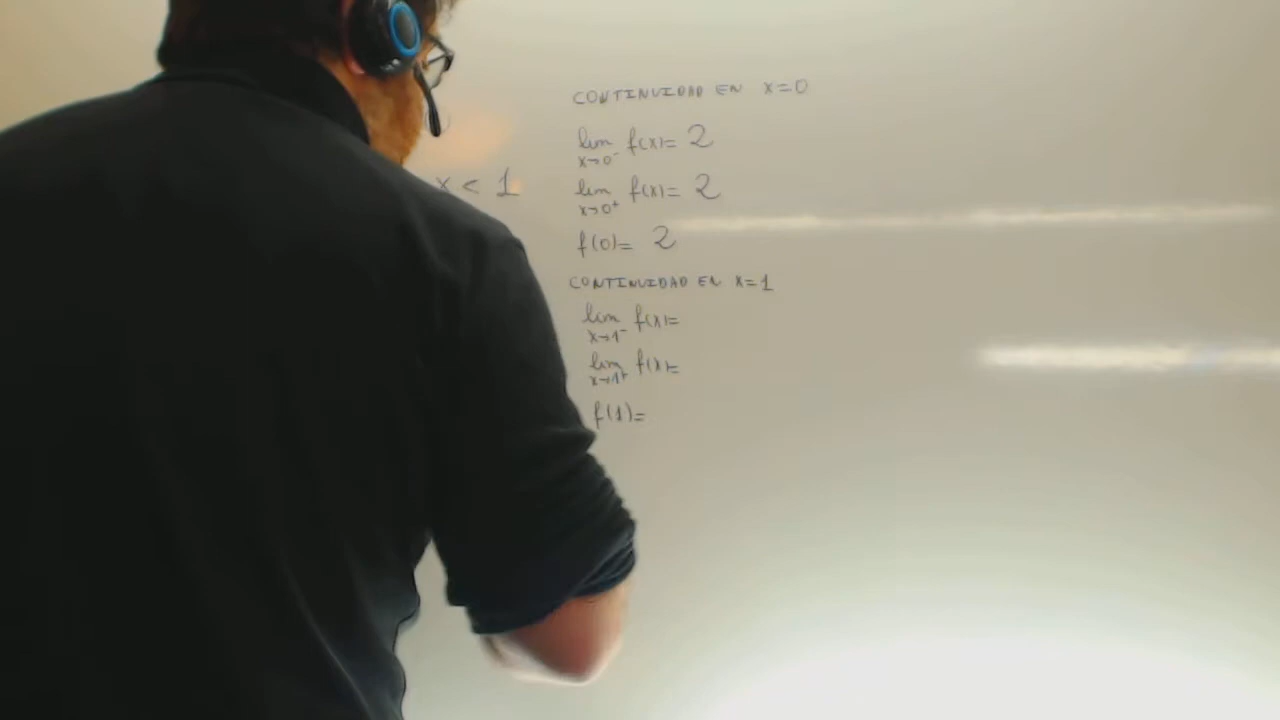 x < 1
CONTINUIDAD EN x=0
lim f(x)= 2
x→0⁻
lim f(x)= 2
x→0⁺
f(0)= 2
CONTINUIDAD EN x=1
lim f(x)=
x→1⁻
lim f(x)=
x→1⁺
f(1)=